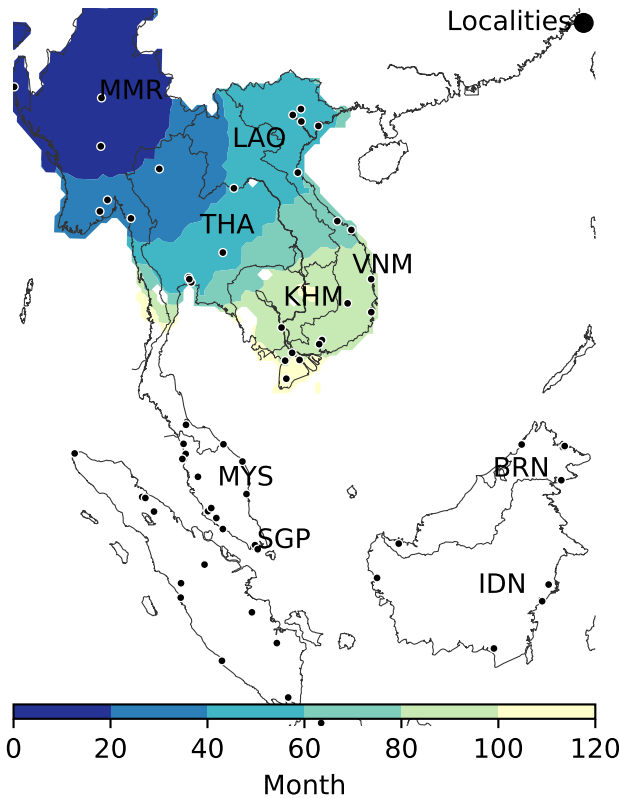 Localities
MMR
LAO
THA
VNM
KHM
BRN
MYS
SGP
IDN
0 20 40 60 80 100 120
Month